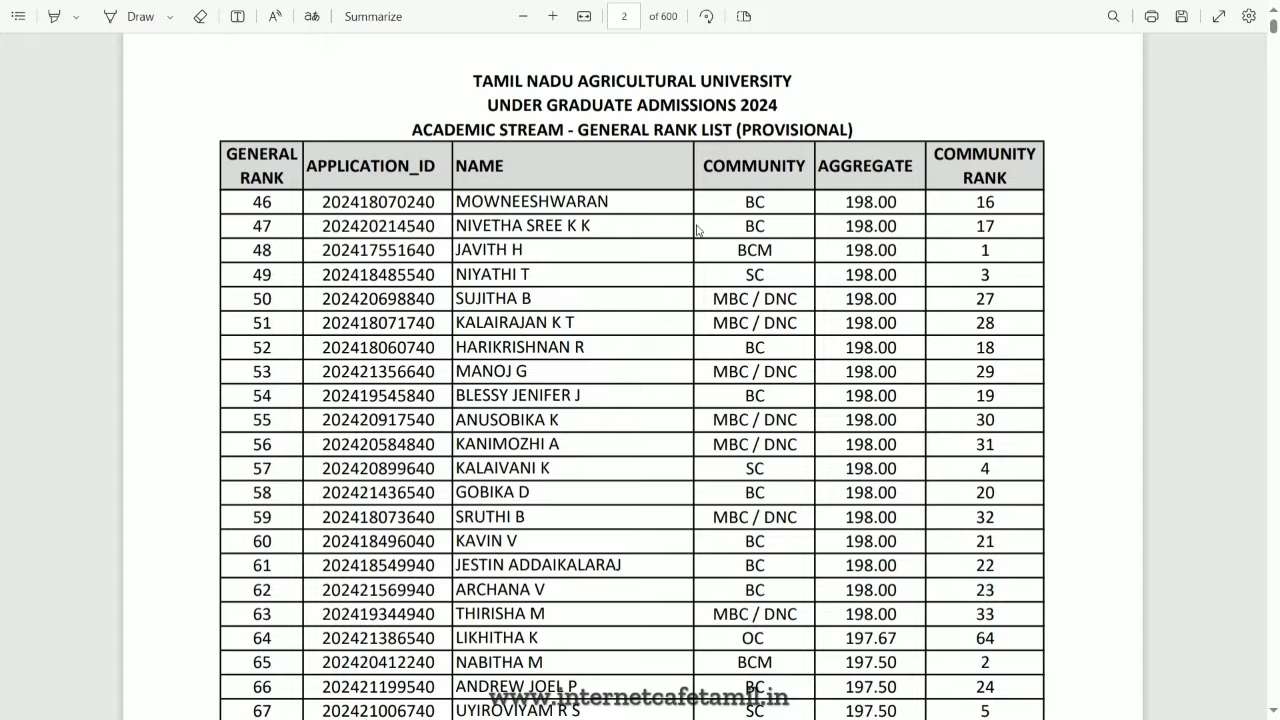 Draw
Summarize
2 of 600
TAMIL NADU AGRICULTURAL UNIVERSITY
UNDER GRADUATE ADMISSIONS 2024
ACADEMIC STREAM - GENERAL RANK LIST (PROVISIONAL)
GENERAL RANK APPLICATION_ID NAME COMMUNITY AGGREGATE COMMUNITY RANK
46 202418070240 MOWNEESHWARAN BC 198.00 16
47 202420214540 NIVETHA SREE K K BC 198.00 17
48 202417551640 JAVITH H BCM 198.00 1
49 202418485540 NIYATHI T SC 198.00 3
50 202420698840 SUJITHA B MBC / DNC 198.00 27
51 202418071740 KALAIRAJAN K T MBC / DNC 198.00 28
52 202418060740 HARIKRISHNAN R BC 198.00 18
53 202421356640 MANOJ G MBC / DNC 198.00 29
54 202419545840 BLESSY JENIFER J BC 198.00 19
55 202420917540 ANUSOBIKA K MBC / DNC 198.00 30
56 202420584840 KANIMOZHI A MBC / DNC 198.00 31
57 202420899640 KALAIVANI K SC 198.00 4
58 202421436540 GOBIKA D BC 198.00 20
59 202418073640 SRUTHI B MBC / DNC 198.00 32
60 202418496040 KAVIN V BC 198.00 21
61 202418549940 JESTIN ADDAIKALARAJ BC 198.00 22
62 202421569940 ARCHANA V BC 198.00 23
63 202419344940 THIRISHA M MBC / DNC 198.00 33
64 202421386540 LIKHITHA K OC 197.67 64
65 202420412240 NABITHA M BCM 197.50 2
66 202421199540 ANDREW JOEL P BC 197.50 24
www.internetcafetamil.in
67 202421006740 UYIROVIYAM R S SC 197.50 5